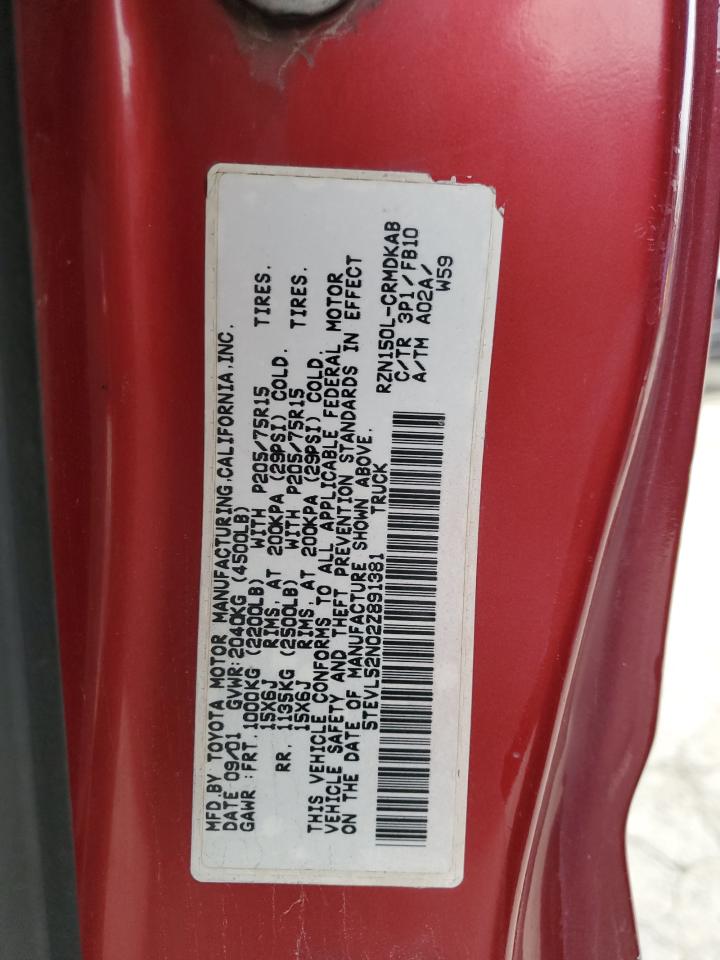 MFD.BY TOYOTA MOTOR MANUFACTURING,CALIFORNIA,INC.
DATE 09/01 GVWR:2040KG (4500LB)
GAWR :FRT.1000KG (2200LB) WITH P205/75R15 TIRES.
15X6J RIMS, AT 200KPA (29PSI) COLD.
RR. 1135KG (2500LB) WITH P205/75R15 TIRES.
15X6J RIMS, AT 200KPA (29PSI) COLD.
THIS VEHICLE CONFORMS TO ALL APPLICABLE FEDERAL MOTOR
VEHICLE SAFETY AND THEFT PREVENTION STANDARDS IN EFFECT
ON THE DATE OF MANUFACTURE SHOWN ABOVE.
5TEVL52N02Z891381 TRUCK
RZN150L-CRMDKAB
C/TR 3P1/FB10
A/TM A02A/
W59